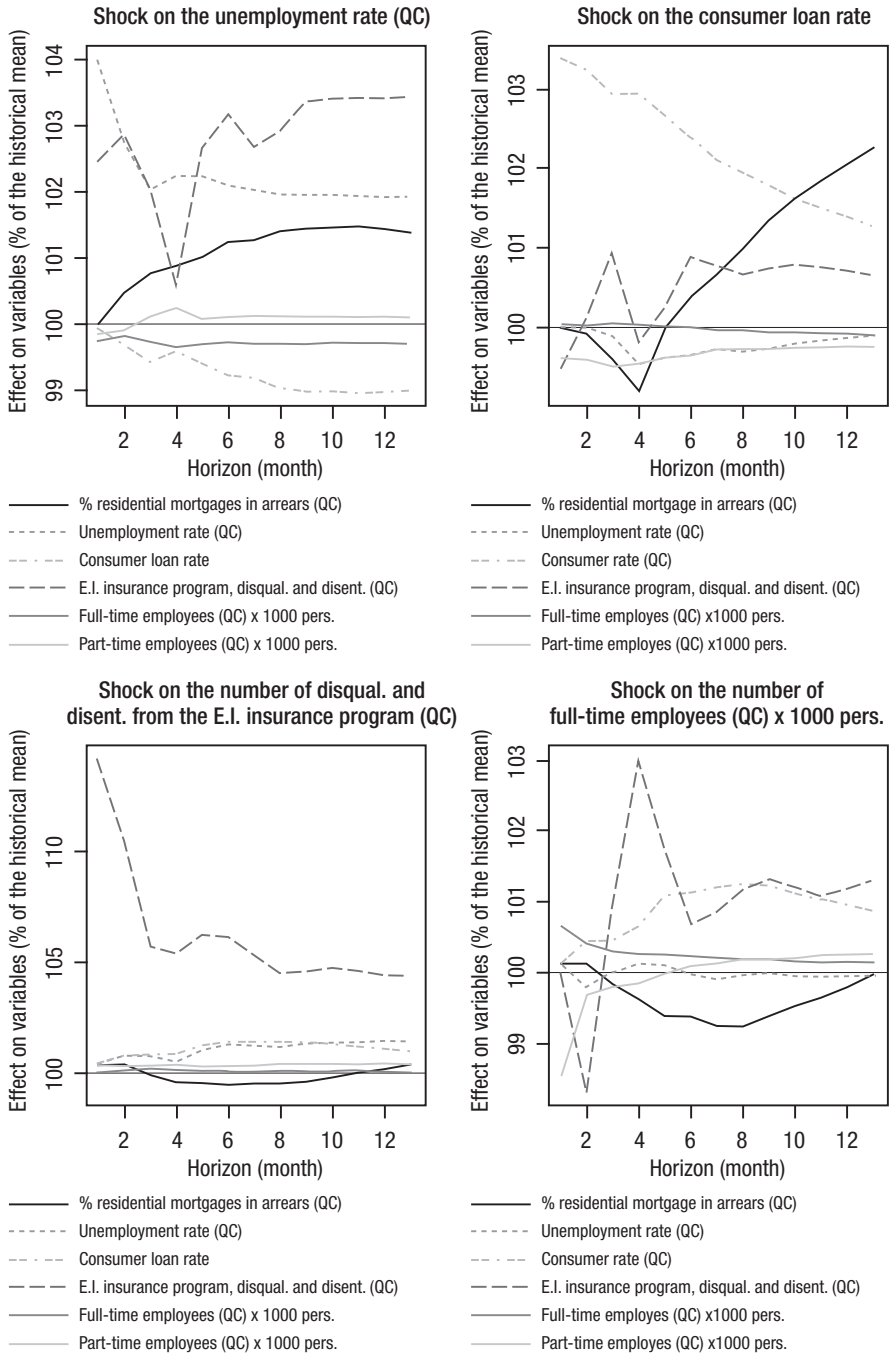 Shock on the unemployment rate (QC)
Effect on variables (% of the historical mean)
104
103
102
101
100
99
2 4 6 8 10 12
Horizon (month)
% residential mortgages in arrears (QC)
Unemployment rate (QC)
Consumer loan rate
E.I. insurance program, disqual. and disent. (QC)
Full-time employees (QC) x 1000 pers.
Part-time employees (QC) x 1000 pers.
Shock on the consumer loan rate
Effect on variables (% of the historical mean)
103
102
101
100
2 4 6 8 10 12
Horizon (month)
% residential mortgage in arrears (QC)
Unemployment rate (QC)
Consumer rate (QC)
E.I. insurance program, disqual. and disent. (QC)
Full-time employes (QC) x1000 pers.
Part-time employes (QC) x1000 pers.
Shock on the number of disqual. and
disent. from the E.I. insurance program (QC)
Effect on variables (% of the historical mean)
110
105
100
2 4 6 8 10 12
Horizon (month)
% residential mortgages in arrears (QC)
Unemployment rate (QC)
Consumer loan rate
E.I. insurance program, disqual. and disent. (QC)
Full-time employees (QC) x 1000 pers.
Part-time employees (QC) x 1000 pers.
Shock on the number of
full-time employees (QC) x 1000 pers.
Effect on variables (% of the historical mean)
103
102
101
100
99
2 4 6 8 10 12
Horizon (month)
% residential mortgage in arrears (QC)
Unemployment rate (QC)
Consumer rate (QC)
E.I. insurance program, disqual. and disent. (QC)
Full-time employes (QC) x1000 pers.
Part-time employes (QC) x1000 pers.